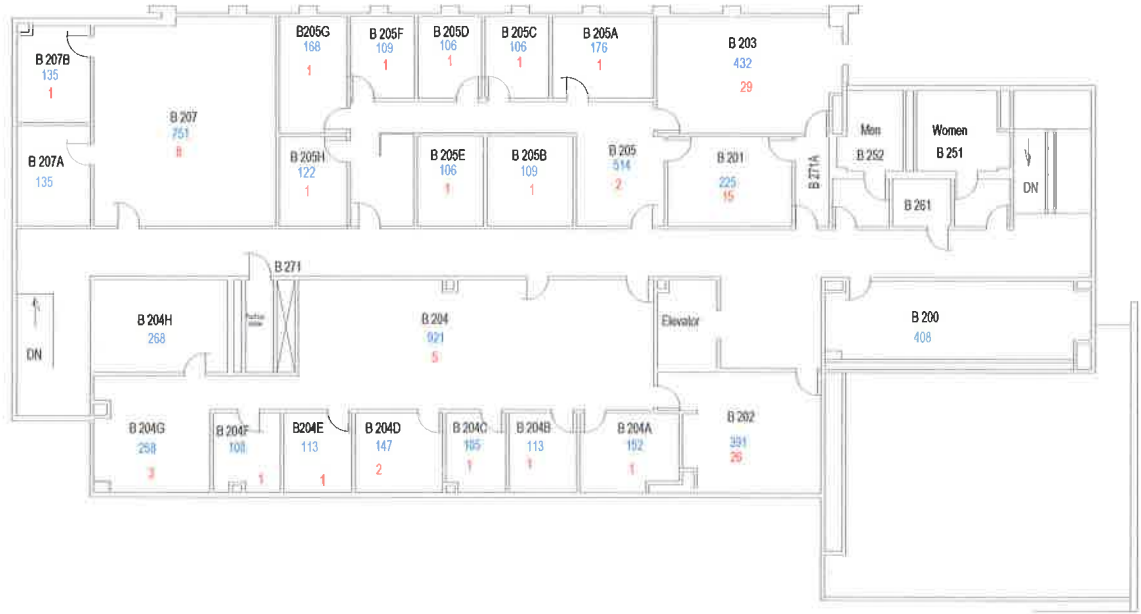 B 207B
135
1
B 207
751
8
B205G
168
1
B 205F
109
1
B 205D
106
1
B 205C
106
1
B 205A
176
1
B 203
432
29
B 207A
135
B 205H
122
1
B 205E
106
1
B 205B
109
1
B 205
514
2
B 201
225
15
B 271A
Men
B 252
Women
B 251
B 261
DN
B 271
DN
B 204H
268
B 204
921
5
Elevator
B 200
408
B 204G
258
3
B 204F
108
1
B204E
113
1
B 204D
147
2
B 204C
105
1
B 204B
113
1
B 204A
152
1
B 202
391
26